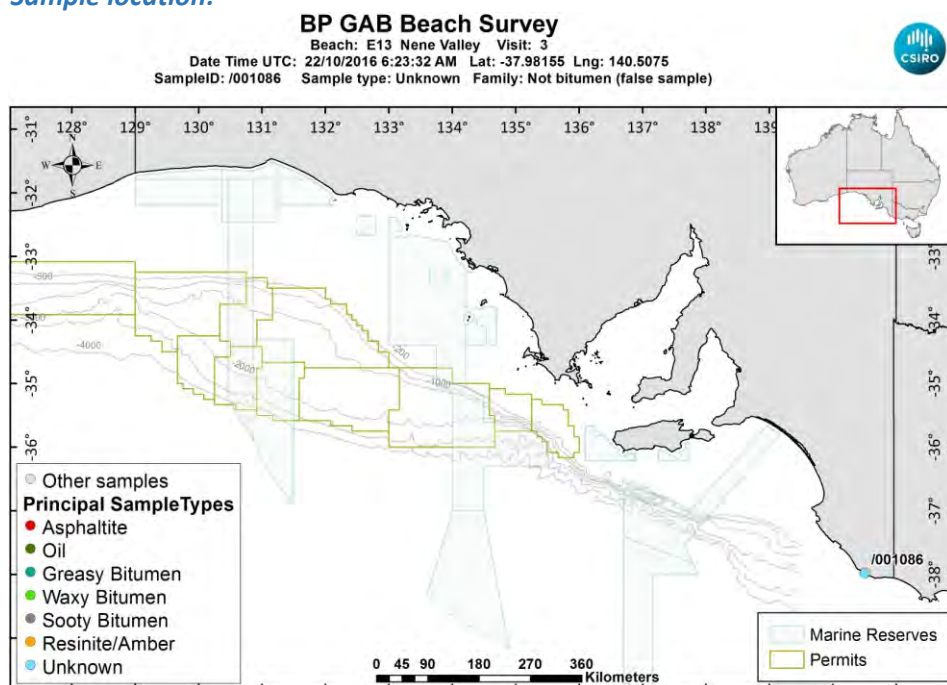 Sample location:
BP GAB Beach Survey
Beach: E13 Nene Valley Visit: 3
Date Time UTC: 22/10/2016 6:23:32 AM Lat: -37.98155 Lng: 140.5075
SampleID: /001086 Sample type: Unknown Family: Not bitumen (false sample)
CSIRO
128° 129° 130° 131° 132° 133° 134° 135° 136° 137° 138° 139
-31° -32° -33° -34° -35° -36° -37° -38°
N
W E
S
-33° -34° -35° -36° -37° -38°
-4000
-2000
-200
-1000
/001086
Other samples
Principal SampleTypes
Asphaltite
Oil
Greasy Bitumen
Waxy Bitumen
Sooty Bitumen
Resinite/Amber
Unknown
Marine Reserves
Permits
0 45 90 180 270 360
Kilometers